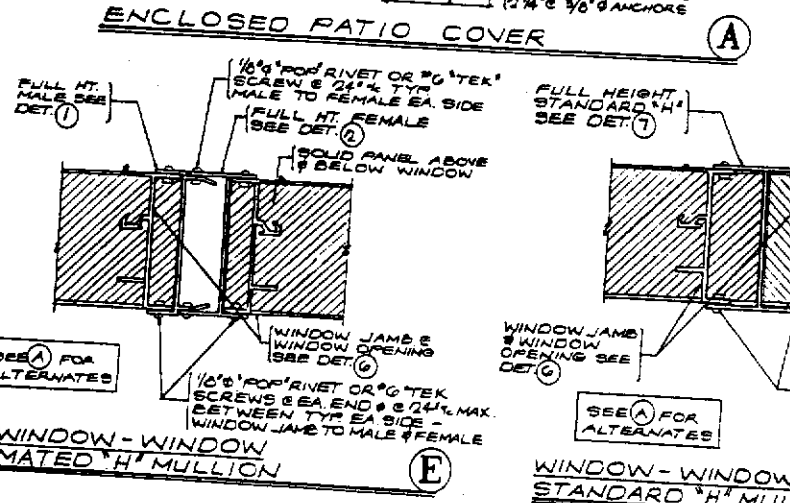 2¼" @ 3/8"φ ANCHORS
ENCLOSED PATIO COVER
A
FULL HT.
MALE SEE
DET. 1
1/8"φ "POP" RIVET OR #6 "TEK"
SCREW @ 24" % TYP
MALE TO FEMALE EA. SIDE
FULL HT. FEMALE
SEE DET. 12
SOLID PANEL ABOVE
& BELOW WINDOW
WINDOW JAMB @
WINDOW OPENING
SEE DET. 6
SEE A FOR
ALTERNATES
1/8"φ "POP" RIVET OR #6 "TEK
SCREWS @ EA. END & @ 24" % MAX.
BETWEEN TYP. EA. SIDE -
WINDOW JAMB TO MALE & FEMALE
WINDOW - WINDOW
MATED "H" MULLION
E
FULL HEIGHT
STANDARD "H"
SEE DET. 7
WINDOW JAMB
& WINDOW
OPENING SEE
DET. 6
SEE A FOR
ALTERNATES
WINDOW - WINDOW
STANDARD "H"